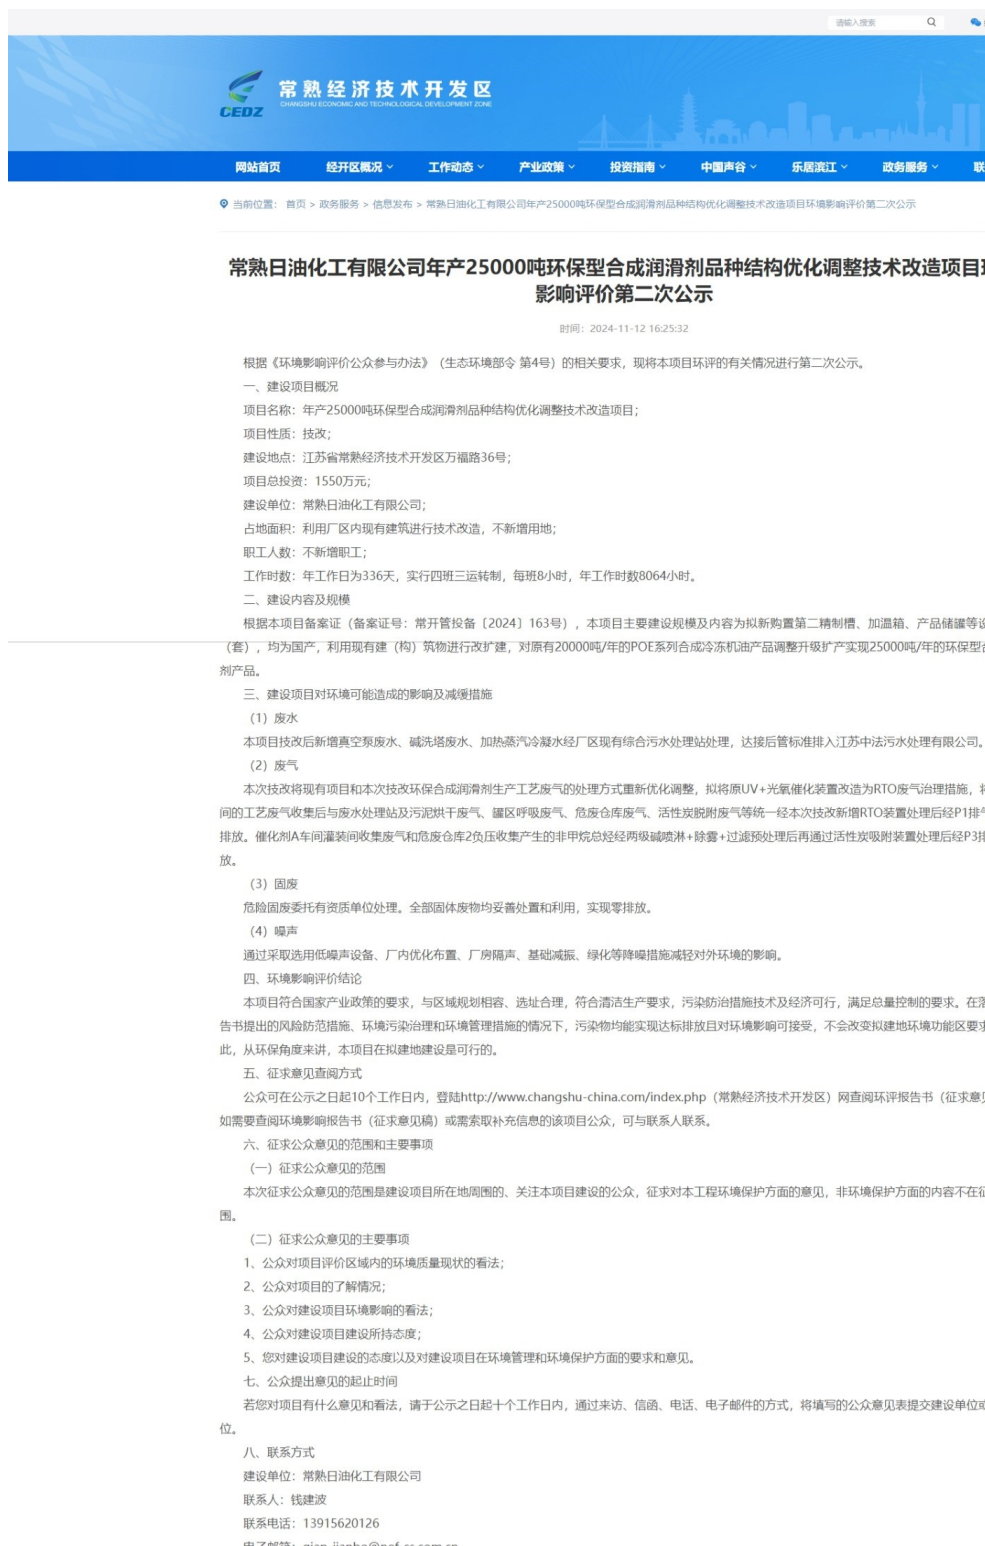 请输入搜索
常熟经济技术开发区
CHANGSHU ECONOMIC AND TECHNOLOGICAL DEVELOPMENT ZONE
CEDZ
网站首页 经开区概况 工作动态 产业政策 投资指南 中国声谷 乐居滨江 政务服务 联
当前位置： 首页 > 政务服务 > 信息发布 > 常熟日油化工有限公司年产25000吨环保型合成润滑剂品种结构优化调整技术改造项目环境影响评价第二次公示
常熟日油化工有限公司年产25000吨环保型合成润滑剂品种结构优化调整技术改造项目
影响评价第二次公示
时间：2024-11-12 16:25:32
根据《环境影响评价公众参与办法》（生态环境部令 第4号）的相关要求，现将本项目环评的有关情况进行第二次公示。
一、建设项目概况
项目名称：年产25000吨环保型合成润滑剂品种结构优化调整技术改造项目；
项目性质：技改；
建设地点：江苏省常熟经济技术开发区万福路36号；
项目总投资：1550万元；
建设单位：常熟日油化工有限公司；
占地面积：利用厂区内现有建筑进行技术改造，不新增用地；
职工人数：不新增职工；
工作时数：年工作日为336天，实行四班三运转制，每班8小时，年工作时数8064小时。
二、建设内容及规模
根据本项目备案证（备案证号：常开管投备〔2024〕163号），本项目主要建设规模及内容为拟新购置第二精制槽、加温箱、产品储罐等设
（套），均为国产，利用现有建（构）筑物进行改扩建，对原有20000吨/年的POE系列合成冷冻机油产品调整升级扩产实现25000吨/年的环保型合
剂产品。
三、建设项目对环境可能造成的影响及减缓措施
（1）废水
本项目技改后新增真空泵废水、碱洗塔废水、加热蒸汽冷凝水经厂区现有综合污水处理站处理，达接后管标准排入江苏中法污水处理有限公司。
（2）废气
本次技改将现有项目和本次技改环保合成润滑剂生产工艺废气的处理方式重新优化调整，拟将原UV+光氧催化装置改造为RTO废气治理措施，将
间的工艺废气收集后与废水处理站及污泥烘干废气、罐区呼吸废气、危废仓库废气、活性炭脱附废气等统一经本次技改新增RTO装置处理后经P1排气
排放。催化剂A车间灌装间收集废气和危废仓库2负压收集产生的非甲烷总烃经两级碱喷淋+除雾+过滤预处理后再通过活性炭吸附装置处理后经P3排
放。
（3）固废
危险固废委托有资质单位处理。全部固体废物均妥善处置和利用，实现零排放。
（4）噪声
通过采取选用低噪声设备、厂内优化布置、厂房隔声、基础减振、绿化等降噪措施减轻对外环境的影响。
四、环境影响评价结论
本项目符合国家产业政策的要求，与区域规划相容、选址合理，符合清洁生产要求，污染防治措施技术及经济可行，满足总量控制的要求。在落
告书提出的风险防范措施、环境污染治理和环境管理措施的情况下，污染物均能实现达标排放且对环境影响可接受，不会改变拟建地环境功能区要求
此，从环保角度来讲，本项目在拟建地建设是可行的。
五、征求意见查阅方式
公众可在公示之日起10个工作日内，登陆http://www.changshu-china.com/index.php（常熟经济技术开发区）网查阅环评报告书（征求意见
如需要查阅环境影响报告书（征求意见稿）或需索取补充信息的该项目公众，可与联系人联系。
六、征求公众意见的范围和主要事项
（一）征求公众意见的范围
本次征求公众意见的范围是建设项目所在地周围的、关注本项目建设的公众，征求对本工程环境保护方面的意见，非环境保护方面的内容不在征
围。
（二）征求公众意见的主要事项
1、公众对项目评价区域内的环境质量现状的看法；
2、公众对项目的了解情况；
3、公众对建设项目环境影响的看法；
4、公众对建设项目建设所持态度；
5、您对建设项目建设的态度以及对建设项目在环境管理和环境保护方面的要求和意见。
七、公众提出意见的起止时间
若您对项目有什么意见和看法，请于公示之日起十个工作日内，通过来访、信函、电话、电子邮件的方式，将填写的公众意见表提交建设单位或
位。
八、联系方式
建设单位：常熟日油化工有限公司
联系人：钱建波
联系电话：13915620126